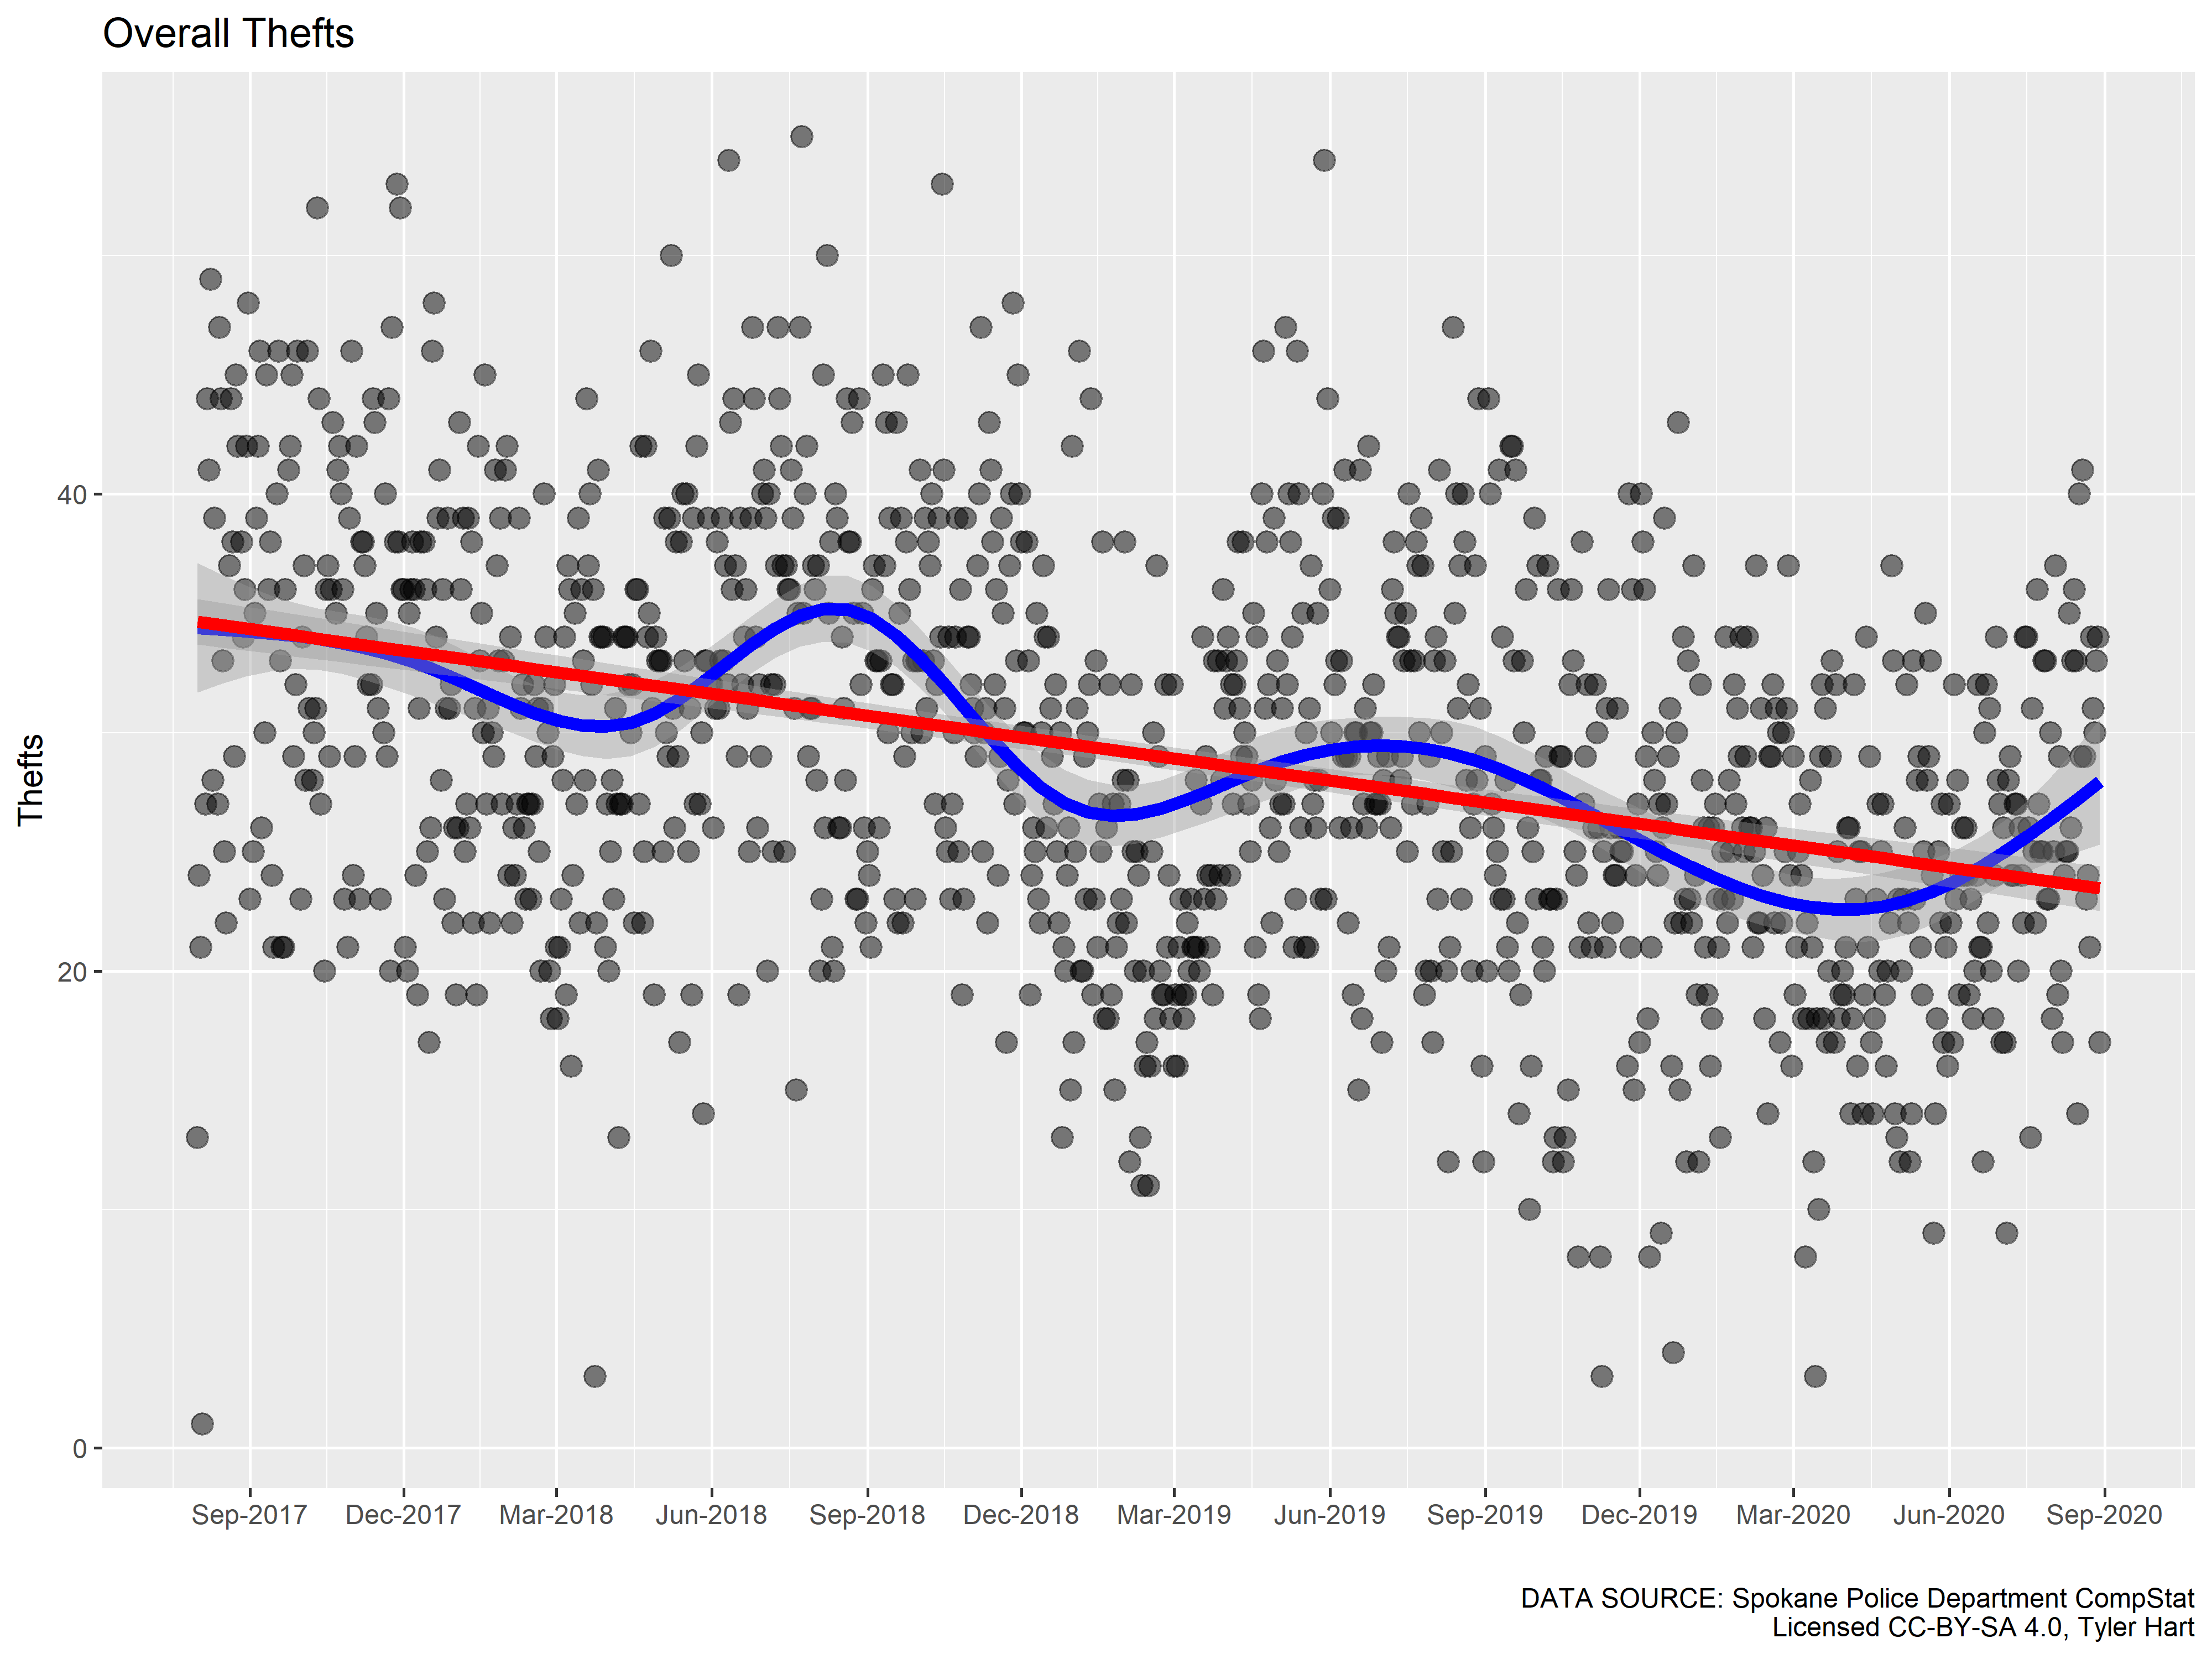 Overall Thefts
Thefts
40
20
0
Sep-2017 Dec-2017 Mar-2018 Jun-2018 Sep-2018 Dec-2018 Mar-2019 Jun-2019 Sep-2019 Dec-2019 Mar-2020 Jun-2020 Sep-2020
DATA SOURCE: Spokane Police Department CompStat
Licensed CC-BY-SA 4.0, Tyler Hart